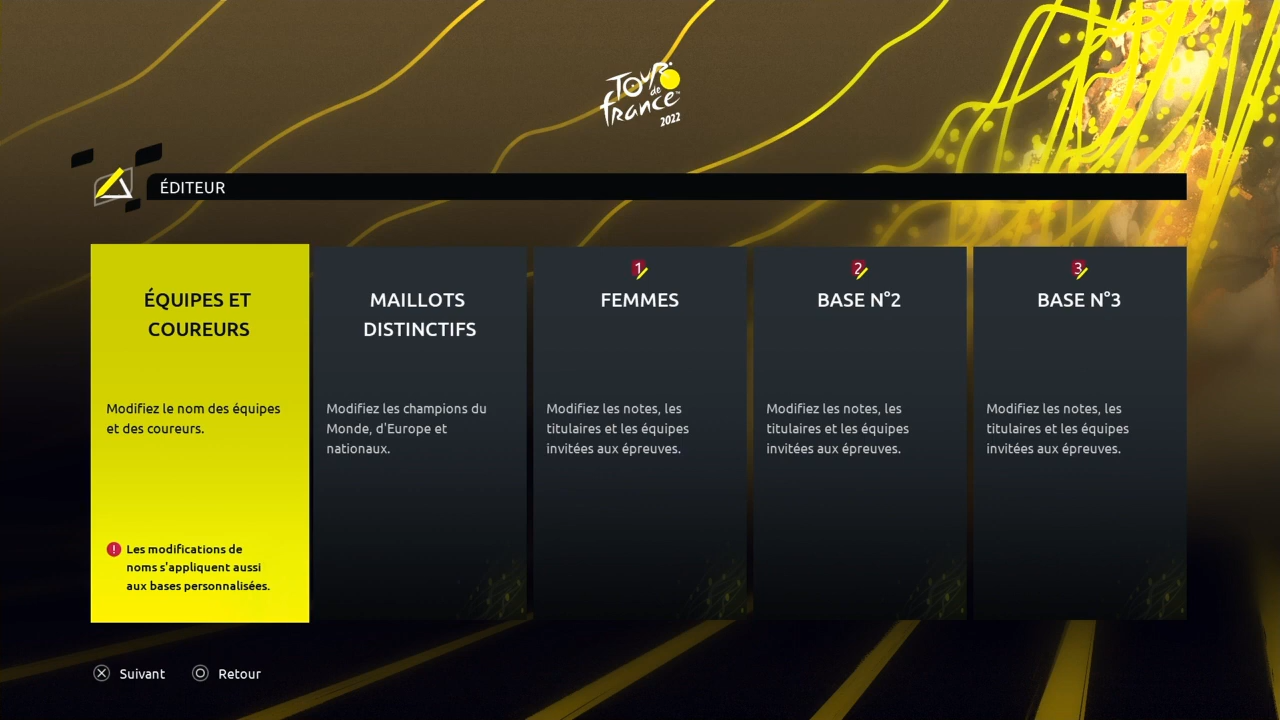 TOUR
de
france™
2022
ÉDITEUR
ÉQUIPES ET
COUREURS
Modifiez le nom des équipes
et des coureurs.
! Les modifications de
noms s'appliquent aussi
aux bases personnalisées.
MAILLOTS
DISTINCTIFS
Modifiez les champions du
Monde, d'Europe et
nationaux.
1
FEMMES
Modifiez les notes, les
titulaires et les équipes
invitées aux épreuves.
2
BASE N°2
Modifiez les notes, les
titulaires et les équipes
invitées aux épreuves.
3
BASE N°3
Modifiez les notes, les
titulaires et les équipes
invitées aux épreuves.
Suivant Retour